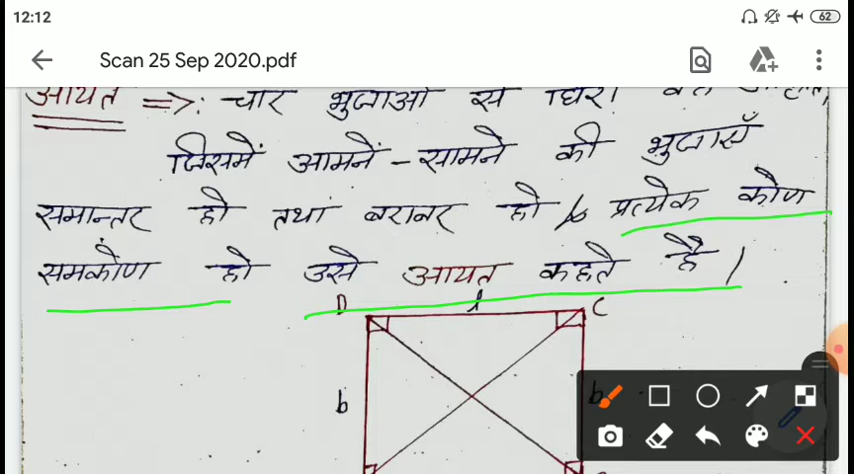 12:12
62
Scan 25 Sep 2020.pdf
आयत =>: चार भुजाओं से घिरी
जिसमें आमने-सामने की भुजाएँ
समान्तर हो तथा बराबर हो प्रत्येक कोण
समकोण हो उसे आयत कहते है /
D l C
b b